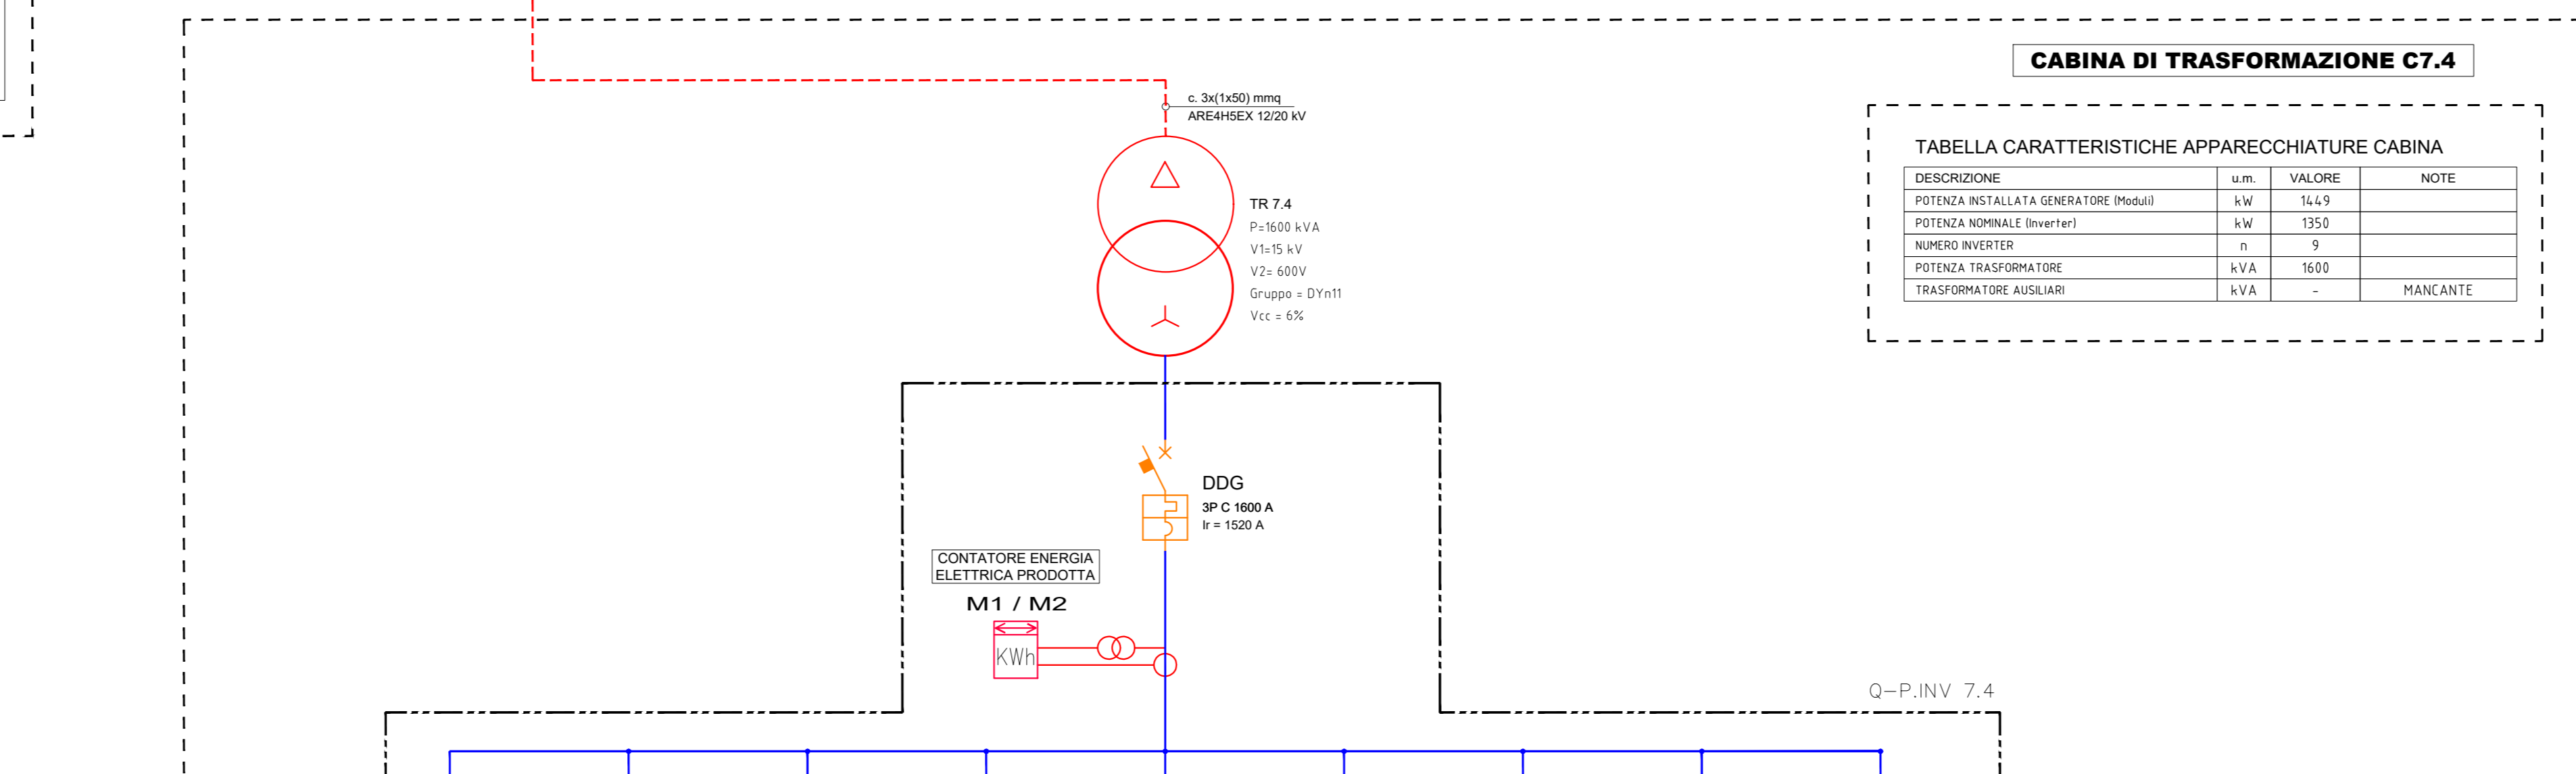 CABINA DI TRASFORMAZIONE C7.4
c. 3x(1x50) mmq
ARE4H5EX 12/20 kV
TABELLA CARATTERISTICHE APPARECCHIATURE CABINA
DESCRIZIONE u.m. VALORE NOTE
POTENZA INSTALLATA GENERATORE (Moduli) kW 1449
POTENZA NOMINALE (Inverter) kW 1350
NUMERO INVERTER n 9
POTENZA TRASFORMATORE kVA 1600
TRASFORMATORE AUSILIARI kVA - MANCANTE
TR 7.4
P=1600 kVA
V1=15 kV
V2= 600V
Gruppo = DYn11
Vcc = 6%
DDG
3P C 1600 A
Ir = 1520 A
CONTATORE ENERGIA
ELETTRICA PRODOTTA
M1 / M2
KWh
Q-P.INV 7.4